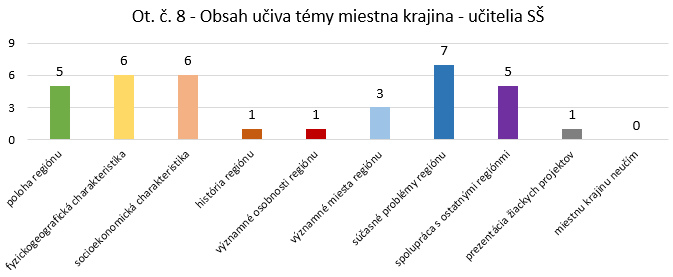 Ot. č. 8 - Obsah učiva témy miestna krajina - učitelia SŠ
9
6
3
0
5
6
6
1
1
3
7
5
1
0
poloha regiónu
fyzickogeografická charakteristika
socioekonomická charakteristika
história regiónu
významné osobnosti regiónu
významné miesta regiónu
súčasné problémy regiónu
spolupráca s ostatnými regiónmi
prezentácia žiackych projektov
miestnu krajinu neučím